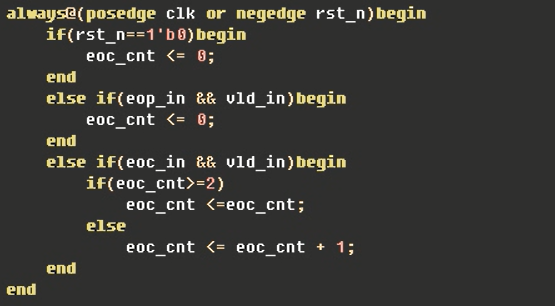 always@(posedge clk or negedge rst_n)begin
    if(rst_n==1'b0)begin
        eoc_cnt <= 0;
    end
    else if(eop_in && vld_in)begin
        eoc_cnt <= 0;
    end
    else if(eoc_in && vld_in)begin
        if(eoc_cnt>=2)
            eoc_cnt <=eoc_cnt;
        else
            eoc_cnt <= eoc_cnt + 1;
    end
end